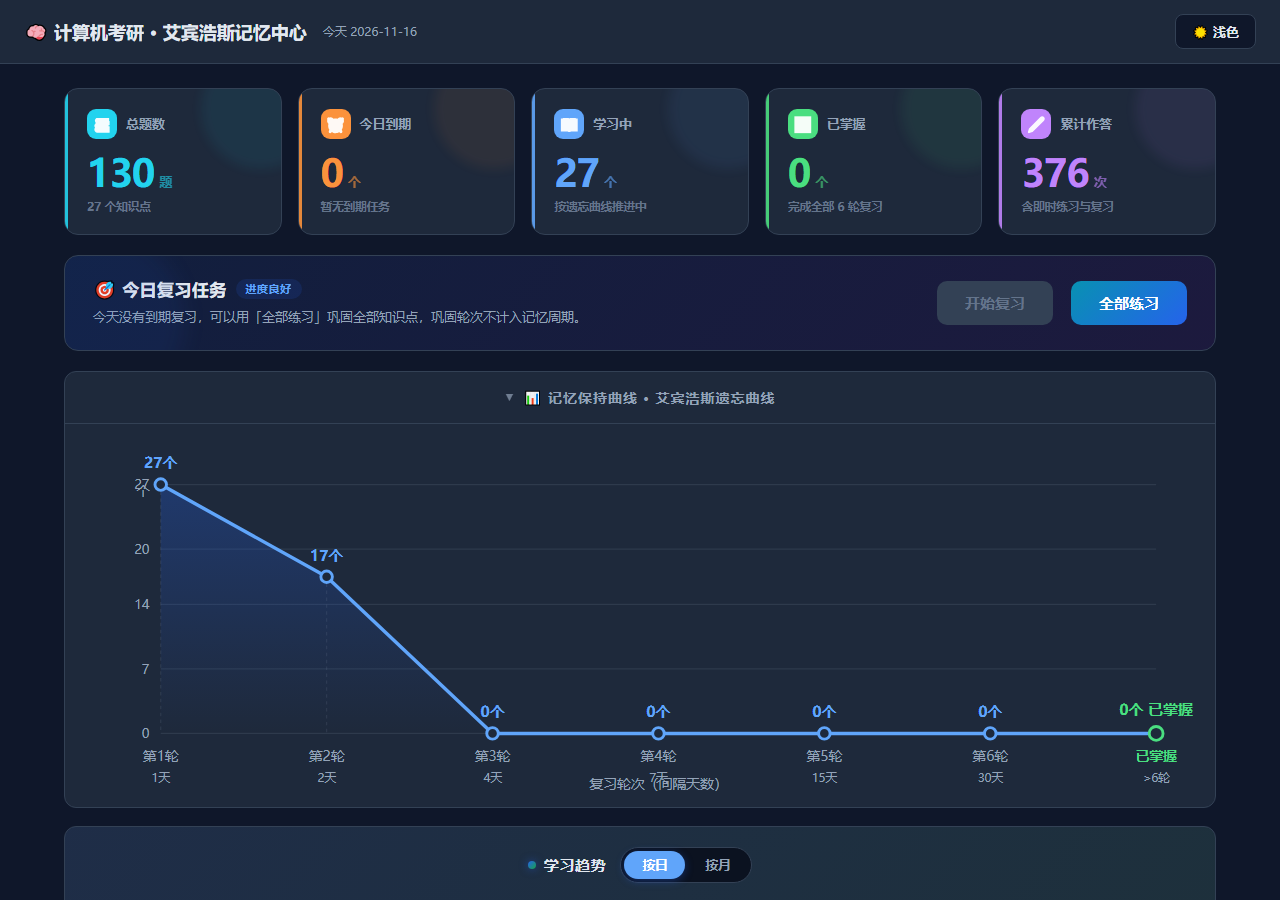 计算机考研 • 艾宾浩斯记忆中心 今天 2026-11-16
浅色
总题数
130 题
27 个知识点
今日到期
0 个
暂无到期任务
学习中
27 个
按遗忘曲线推进中
已掌握
0 个
完成全部 6 轮复习
累计作答
376 次
含即时练习与复习
今日复习任务 进度良好
今天没有到期复习，可以用「全部练习」巩固全部知识点，巩固轮次不计入记忆周期。
开始复习
全部练习
▼ 记忆保持曲线 • 艾宾浩斯遗忘曲线
27个
27个
20
17个
14
7
0
0个
0个
0个
0个
0个 已掌握
第1轮 第2轮 第3轮 第4轮 第5轮 第6轮 已掌握
1天 2天 4天 7天 15天 30天 >6轮
复习轮次（间隔天数）
学习趋势 按日 按月